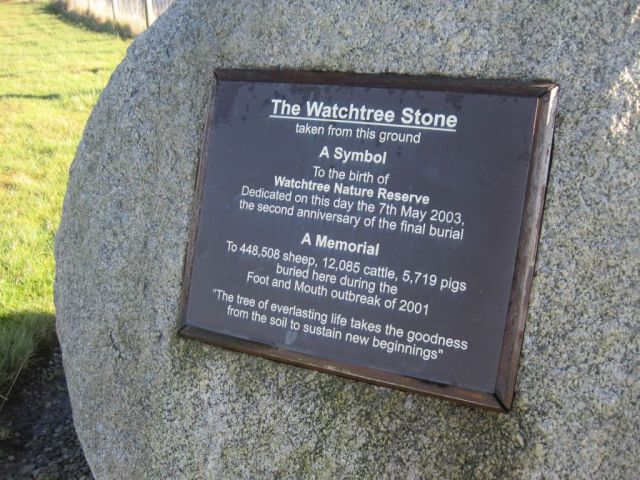 The Watchtree Stone
taken from this ground
A Symbol
To the birth of
Watchtree Nature Reserve
Dedicated on this day the 7th May 2003,
the second anniversary of the final burial
A Memorial
To 448,508 sheep, 12,085 cattle, 5,719 pigs
buried here during the
Foot and Mouth outbreak of 2001
"The tree of everlasting life takes the goodness
from the soil to sustain new beginnings"